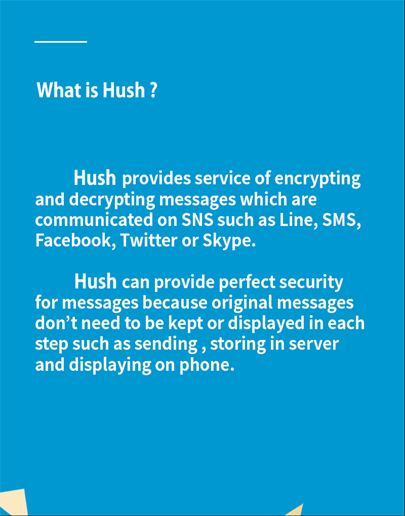 What is Hush ?
Hush provides service of encrypting
and decrypting messages which are
communicated on SNS such as Line, SMS,
Facebook, Twitter or Skype.
Hush can provide perfect security
for messages because original messages
don’t need to be kept or displayed in each
step such as sending , storing in server
and displaying on phone.